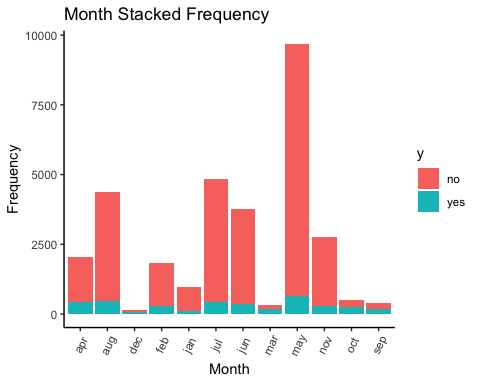 Month Stacked Frequency
10000
7500
5000
2500
0
Frequency
apr
aug
dec
feb
jan
jul
jun
mar
may
nov
oct
sep
Month
y
no
yes